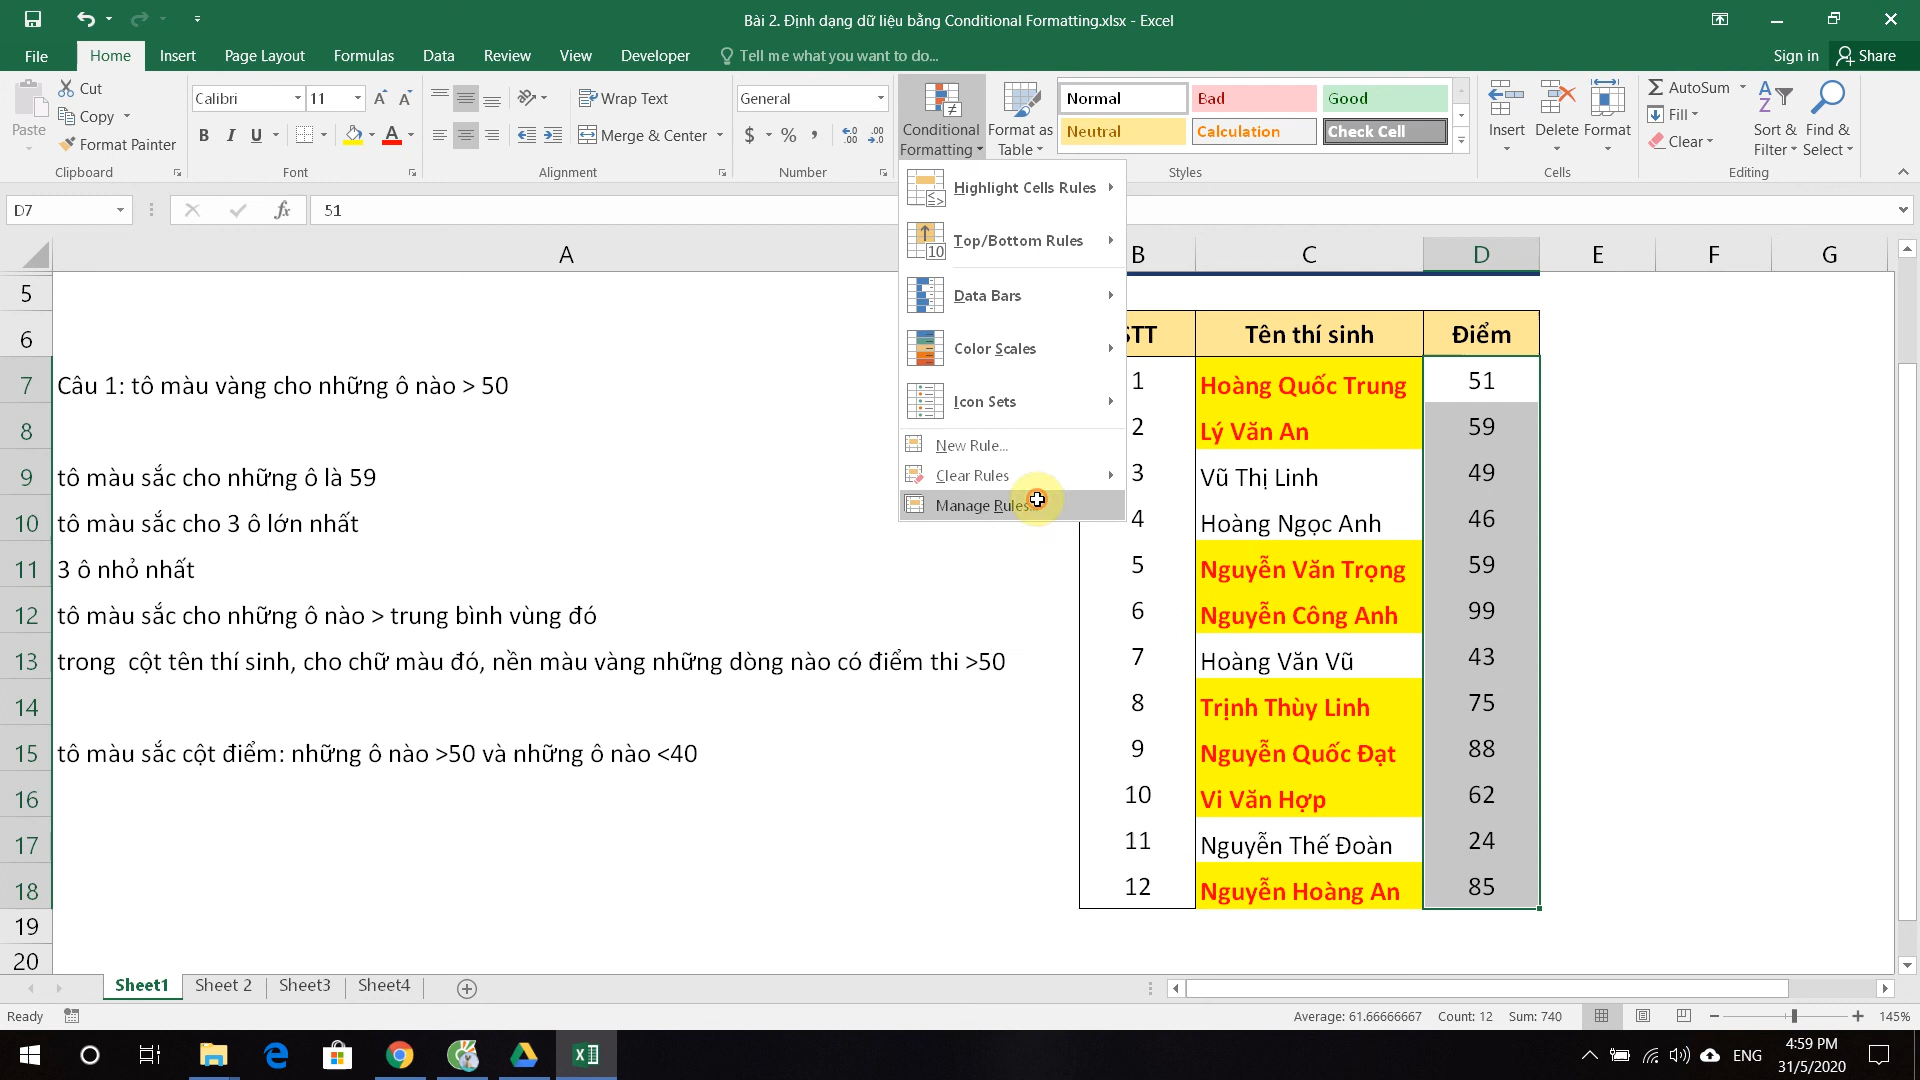 Bài 2. Định dạng dữ liệu bằng Conditional Formatting.xlsx - Excel
File Home Insert Page Layout Formulas Data Review View Developer Tell me what you want to do... Sign in Share
Paste Cut Copy Format Painter
Calibri 11
Wrap Text
Merge & Center
General
$ % ,
Conditional Formatting
Format as Table
Normal Bad Good
Neutral Calculation Check Cell
Insert Delete Format
AutoSum
Fill
Clear
Sort & Filter
Find & Select
Clipboard Font Alignment Number Styles Cells Editing
D7 fx 51
Highlight Cells Rules
Top/Bottom Rules
Data Bars
Color Scales
Icon Sets
New Rule...
Clear Rules
Manage Rules...
A B C D E F G
5
6 STT Tên thí sinh Điểm
7 Câu 1: tô màu vàng cho những ô nào > 50 1 Hoàng Quốc Trung 51
8 2 Lý Văn An 59
9 tô màu sắc cho những ô là 59 3 Vũ Thị Linh 49
10 tô màu sắc cho 3 ô lớn nhất 4 Hoàng Ngọc Anh 46
11 3 ô nhỏ nhất 5 Nguyễn Văn Trọng 59
12 tô màu sắc cho những ô nào > trung bình vùng đó 6 Nguyễn Công Anh 99
13 trong cột tên thí sinh, cho chữ màu đó, nền màu vàng những dòng nào có điểm thi >50 7 Hoàng Văn Vũ 43
14 8 Trịnh Thùy Linh 75
15 tô màu sắc cột điểm: những ô nào >50 và những ô nào <40 9 Nguyễn Quốc Đạt 88
16 10 Vi Văn Hợp 62
17 11 Nguyễn Thế Đoàn 24
18 12 Nguyễn Hoàng An 85
19
20
Sheet1 Sheet 2 Sheet3 Sheet4
Ready Average: 61.66666667 Count: 12 Sum: 740 145%
ENG 4:59 PM
31/5/2020